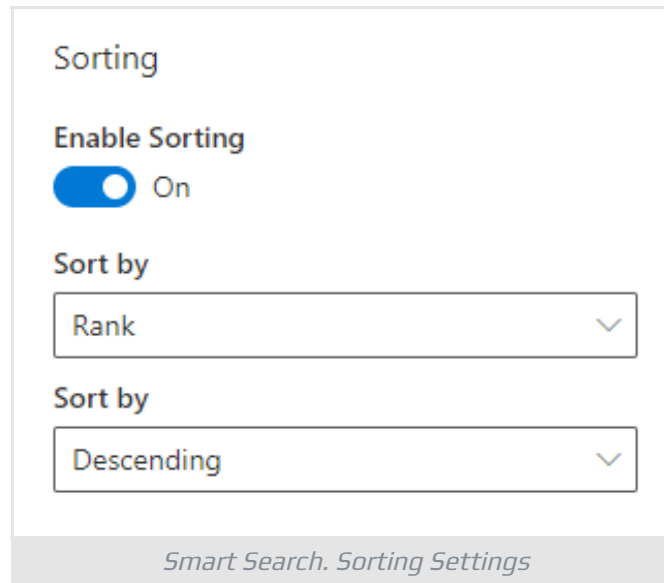 Sorting
Enable Sorting
On
Sort by
Rank
Sort by
Descending
Smart Search. Sorting Settings